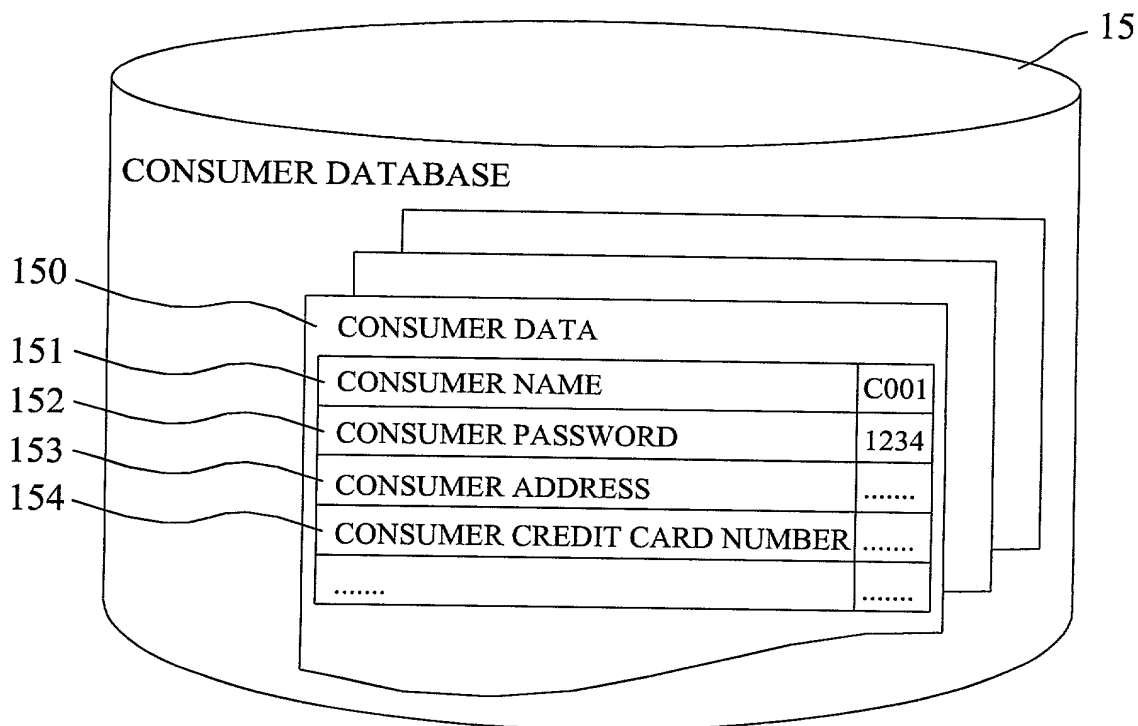 15
CONSUMER DATABASE
150
CONSUMER DATA
151
CONSUMER NAME C001
152
CONSUMER PASSWORD 1234
153
CONSUMER ADDRESS .......
154
CONSUMER CREDIT CARD NUMBER .......
....... .......